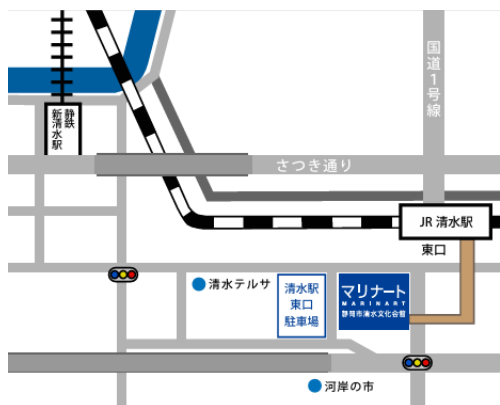 国道1号線
静鉄
新清水駅
さつき通り
JR 清水駅
東口
清水テルサ
清水駅
東口
駐車場
マリナート
MARINART
静岡市清水文化会館
河岸の市